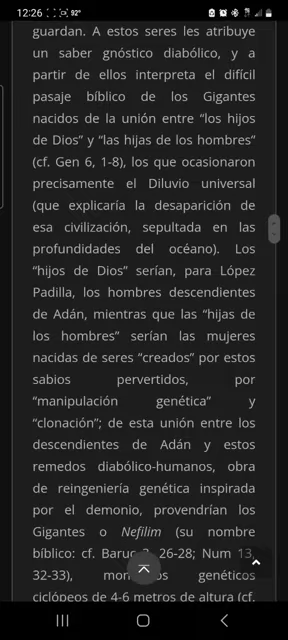 12:26 92°
guardan. A estos seres les atribuye
un saber gnóstico diabólico, y a
partir de ellos interpreta el difícil
pasaje bíblico de los Gigantes
nacidos de la unión entre “los hijos
de Dios” y “las hijas de los hombres”
(cf. Gen 6, 1-8), los que ocasionaron
precisamente el Diluvio universal
(que explicaría la desaparición de
esa civilización, sepultada en las
profundidades del océano). Los
“hijos de Dios” serían, para López
Padilla, los hombres descendientes
de Adán, mientras que las “hijas de
los hombres” serían las mujeres
nacidas de seres “creados” por estos
sabios pervertidos, por
“manipulación genética” y
“clonación”; de esta unión entre los
descendientes de Adán y estos
remedos diabólico-humanos, obra
de reingeniería genética inspirada
por el demonio, provendrían los
Gigantes o Nefilim (su nombre
bíblico: cf. Baruc 3, 26-28; Num 13,
32-33), genéticos
ciclópeos de 4-6 metros de altura (cf.